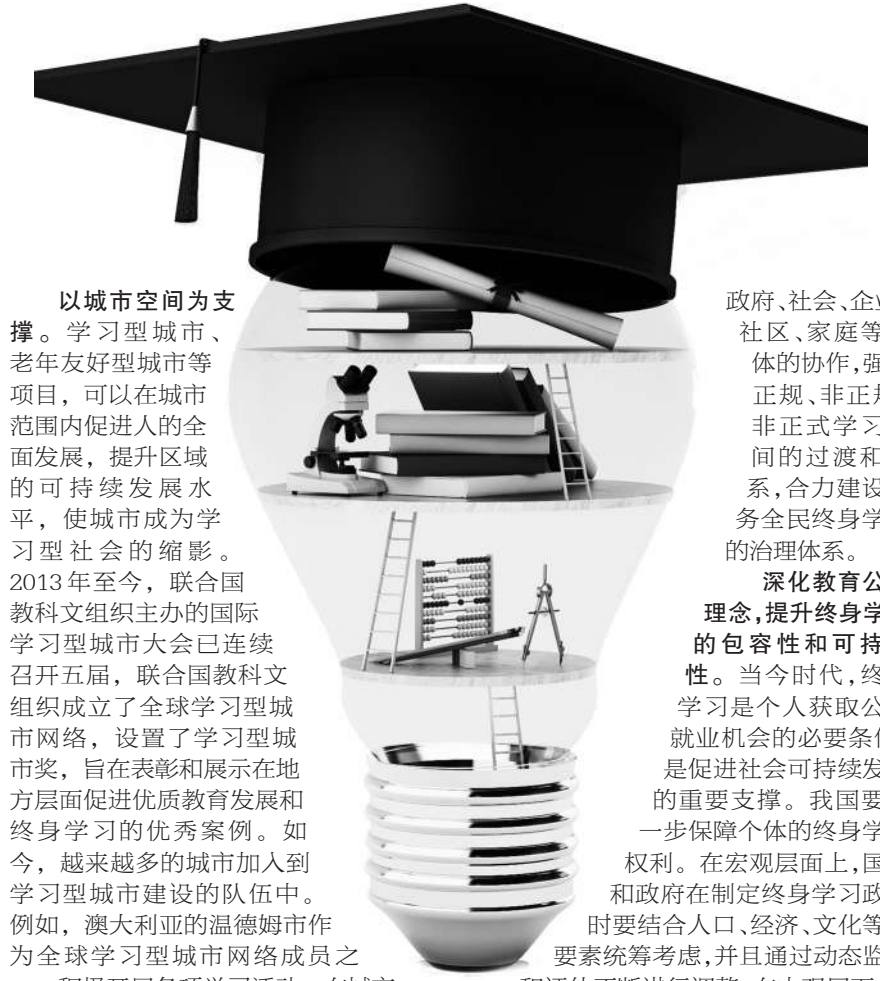 以城市空间为支
撑。学习型城市、
老年友好型城市等
项目，可以在城市
范围内促进人的全
面发展，提升区域
的可持续发展水
平，使城市成为学
习型社会的缩影。
2013年至今，联合国
教科文组织主办的国际
学习型城市大会已连续
召开五届，联合国教科文
组织成立了全球学习型城
市网络，设置了学习型城
市奖，旨在表彰和展示在地
方层面促进优质教育发展和
终身学习的优秀案例。如
今，越来越多的城市加入到
学习型城市建设的队伍中。
例如，澳大利亚的温德姆市作
为全球学习型城市网络成员之
政府、社会、企业
社区、家庭等
体的协作,强
正规、非正规
非正式学习
间的过渡和
系,合力建设
务全民终身学
的治理体系。
深化教育公
理念,提升终身学
的包容性和可持
性。当今时代,终
学习是个人获取公
就业机会的必要条件
是促进社会可持续发
的重要支撑。我国要
一步保障个体的终身学
权利。在宏观层面上,国
和政府在制定终身学习政
时要结合人口、经济、文化等
要素统筹考虑,并且通过动态监